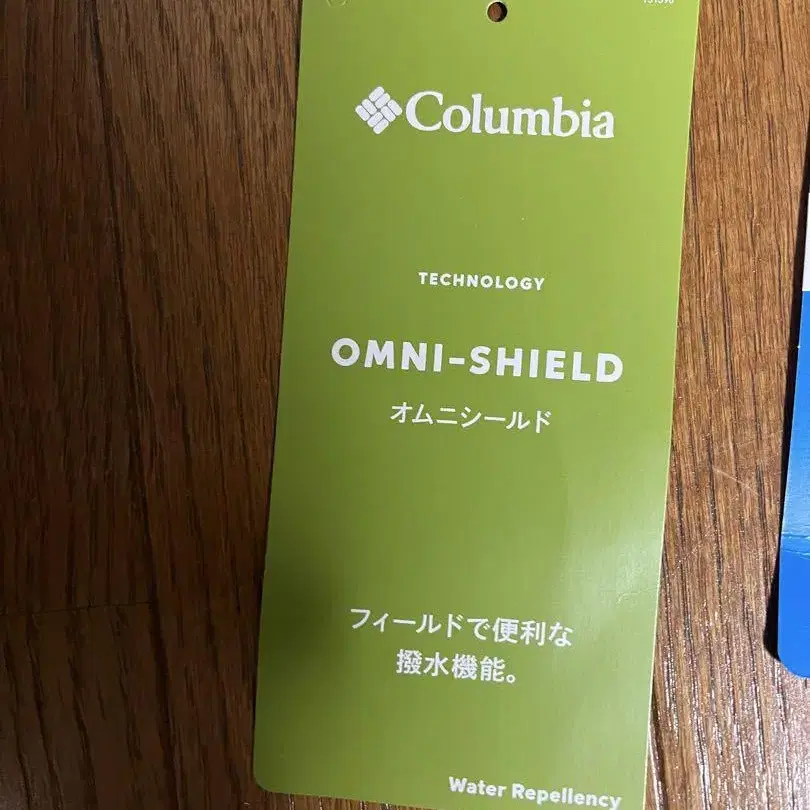 Columbia
TECHNOLOGY
OMNI-SHIELD
オムニシールド
フィールドで便利な
撥水機能。
Water Repellency